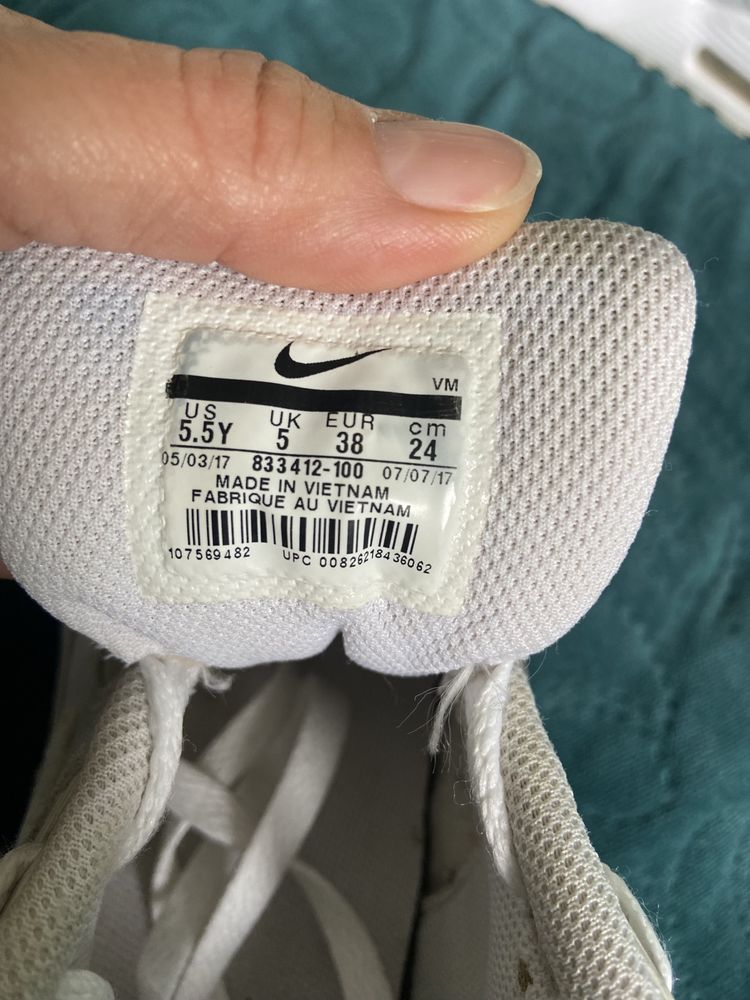 VM
US UK EUR cm
5.5Y 5 38 24
05/03/17 833412-100 07/07/17
MADE IN VIETNAM
FABRIQUE AU VIETNAM
107569482 UPC 00826218436062